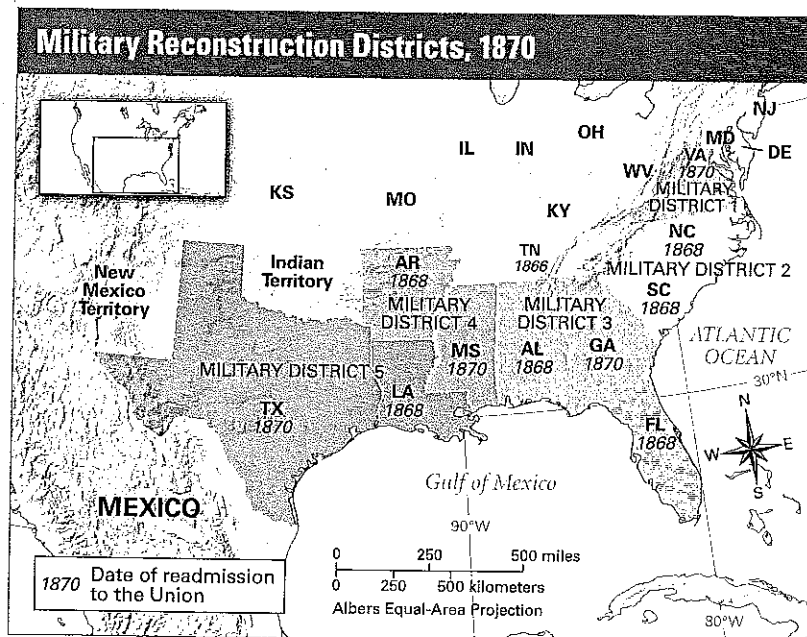 Military Reconstruction Districts, 1870
NJ
OH
MD
IL
IN
DE
VA
1870
WV
MILITARY
DISTRICT 1
KS
MO
KY
NC
1868
TN
1866
New
Mexico
Territory
Indian
Territory
AR
1868
MILITARY DISTRICT 2
SC
1868
MILITARY
DISTRICT 4
MILITARY
DISTRICT 3
MS
1870
AL
1868
GA
1870
ATLANTIC
OCEAN
MILITARY DISTRICT 5
30°N
LA
1868
TX
1870
FL
1868
N
W
E
S
Gulf of Mexico
MEXICO
90°W
0 250 500 miles
0 250 500 kilometers
Albers Equal-Area Projection
1870 Date of readmission
to the Union
80°W